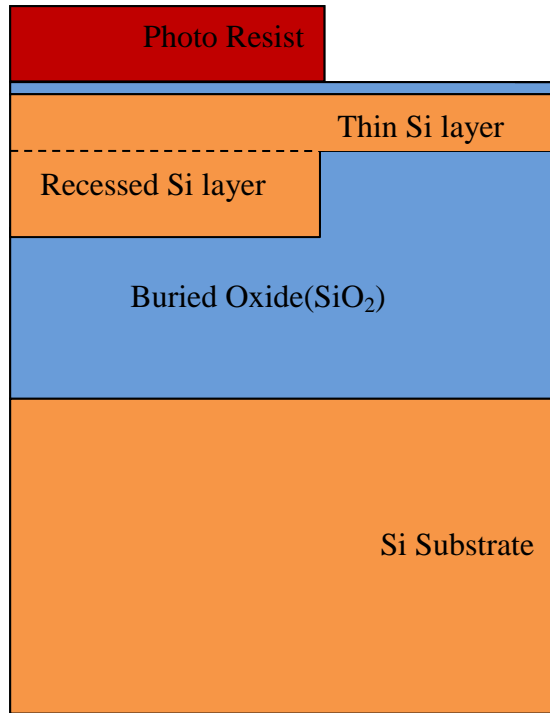 Photo Resist
Thin Si layer
Recessed Si layer
Buried Oxide(SiO₂)
Si Substrate